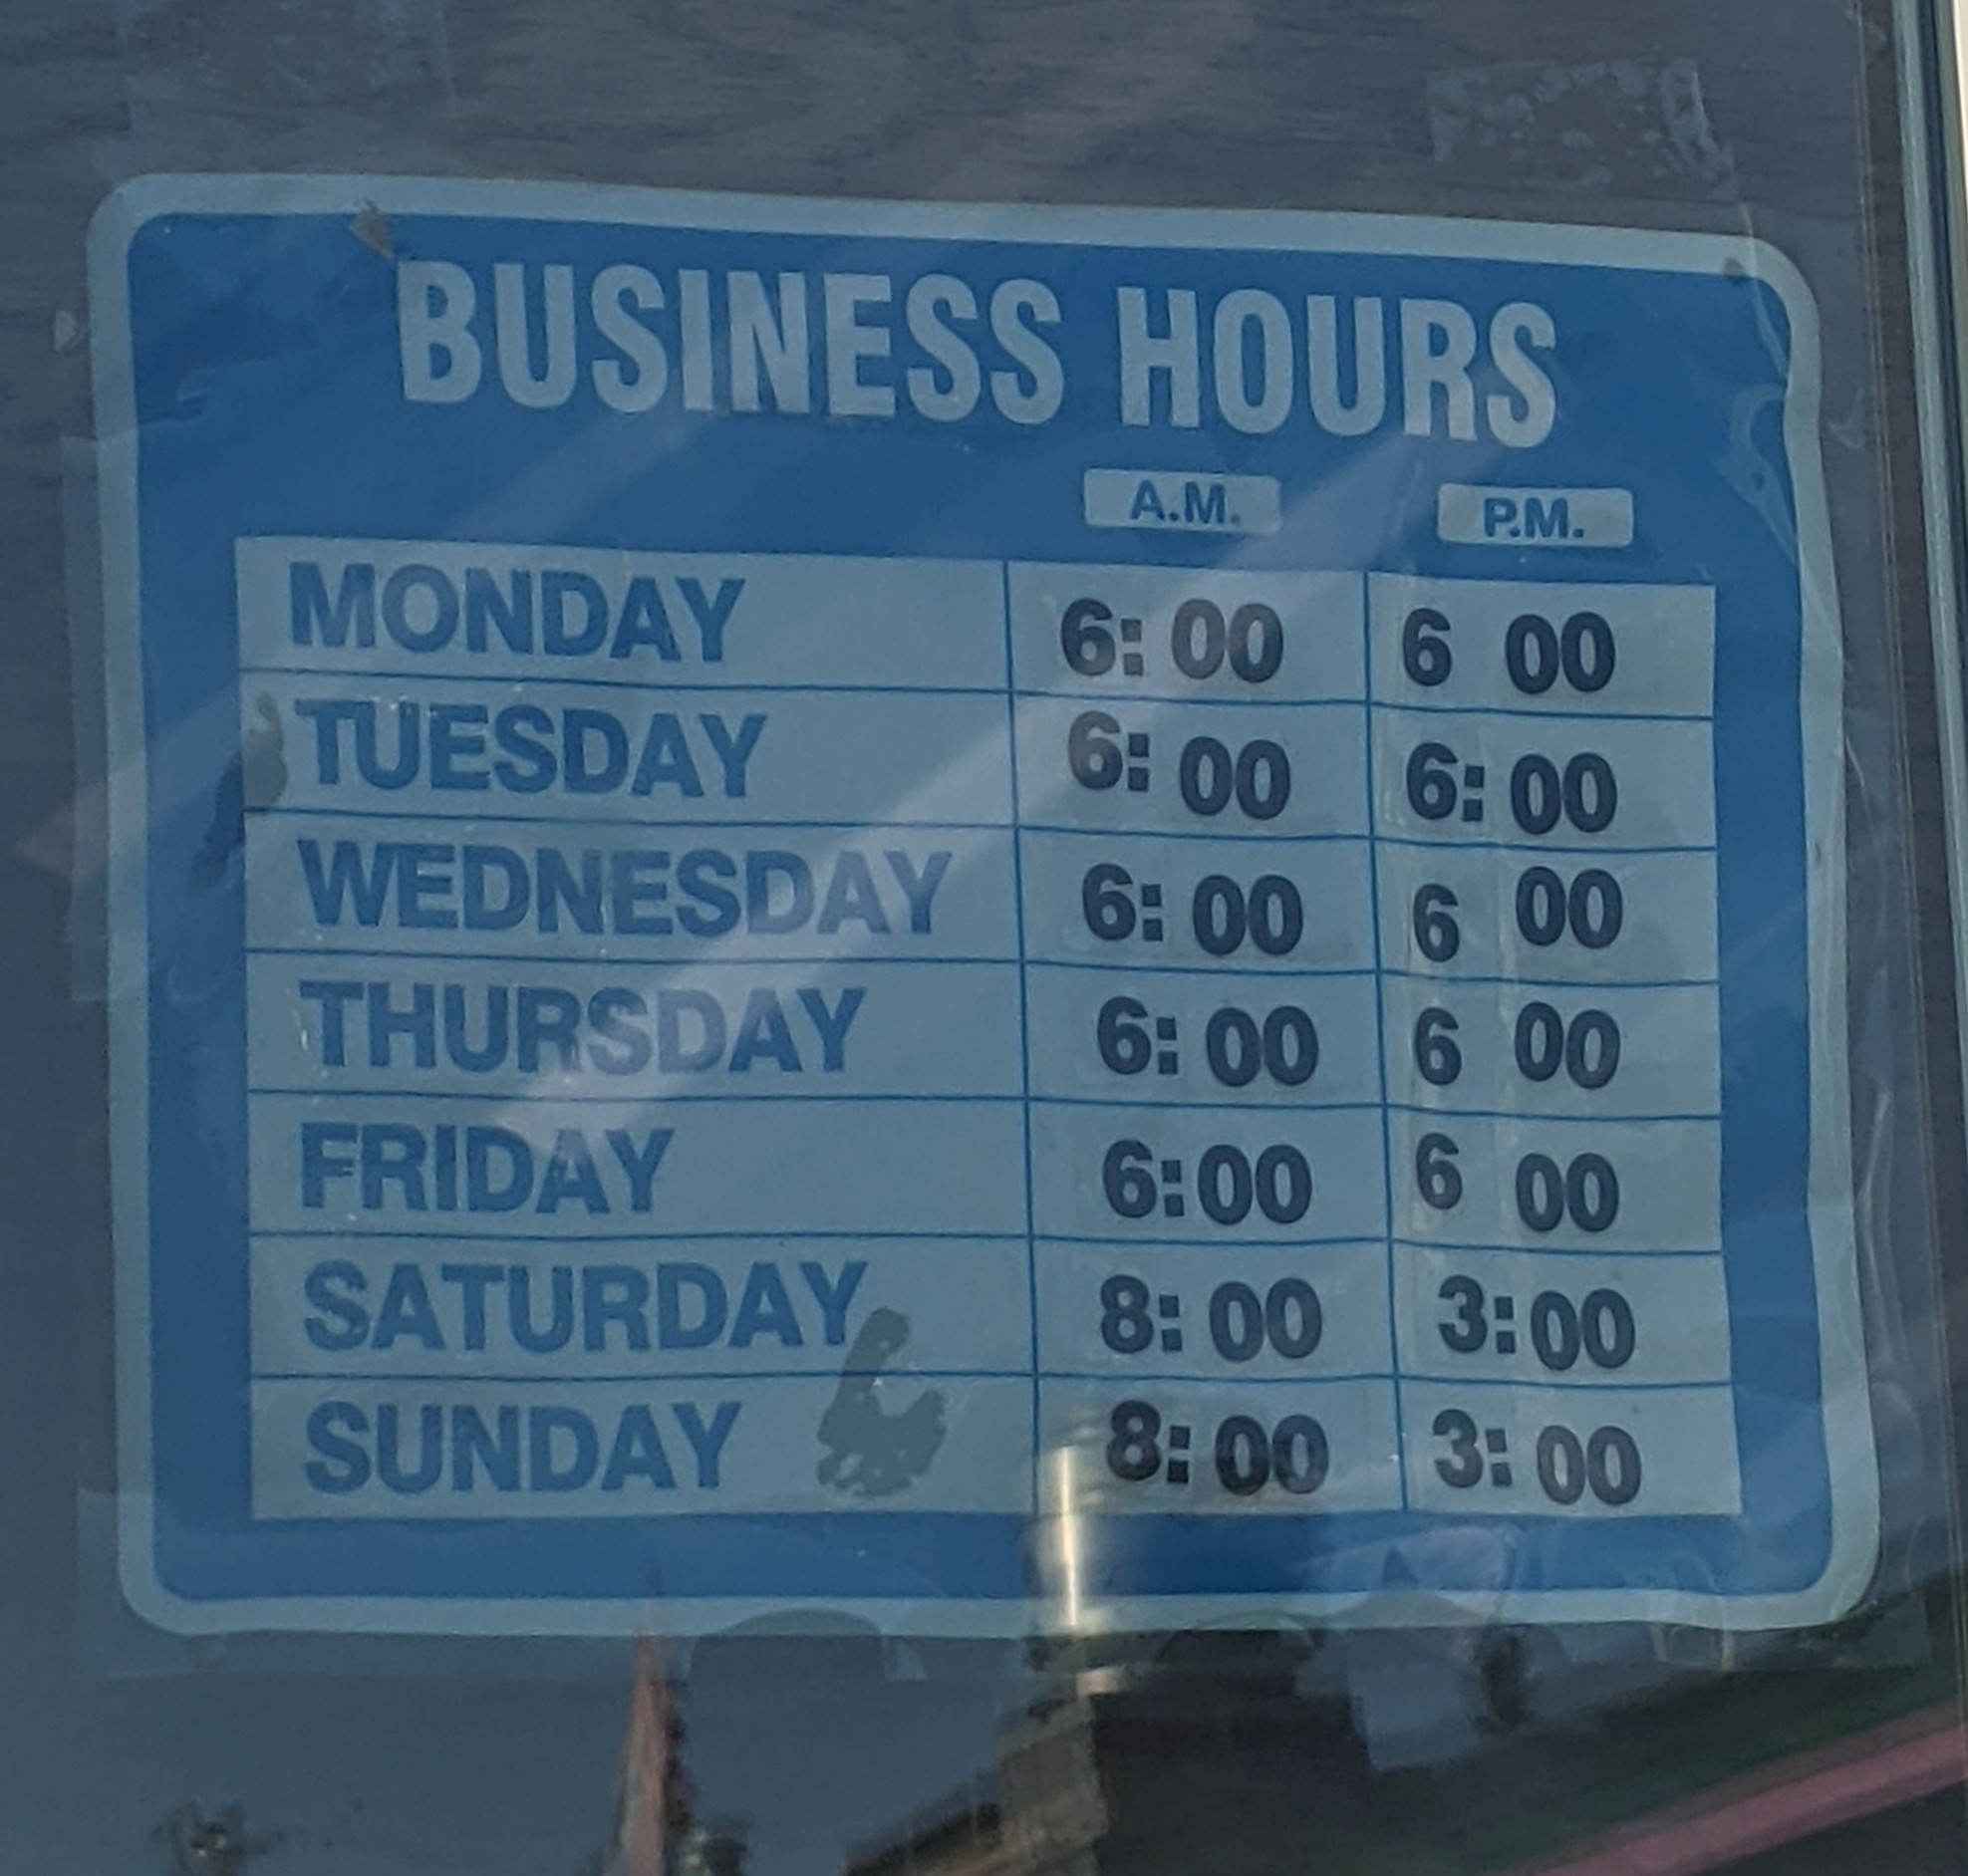 BUSINESS HOURS
A.M. P.M.
MONDAY 6:00 6 00
TUESDAY 6:00 6:00
WEDNESDAY 6:00 6 00
THURSDAY 6:00 6 00
FRIDAY 6:00 6 00
SATURDAY 8:00 3:00
SUNDAY 8:00 3:00